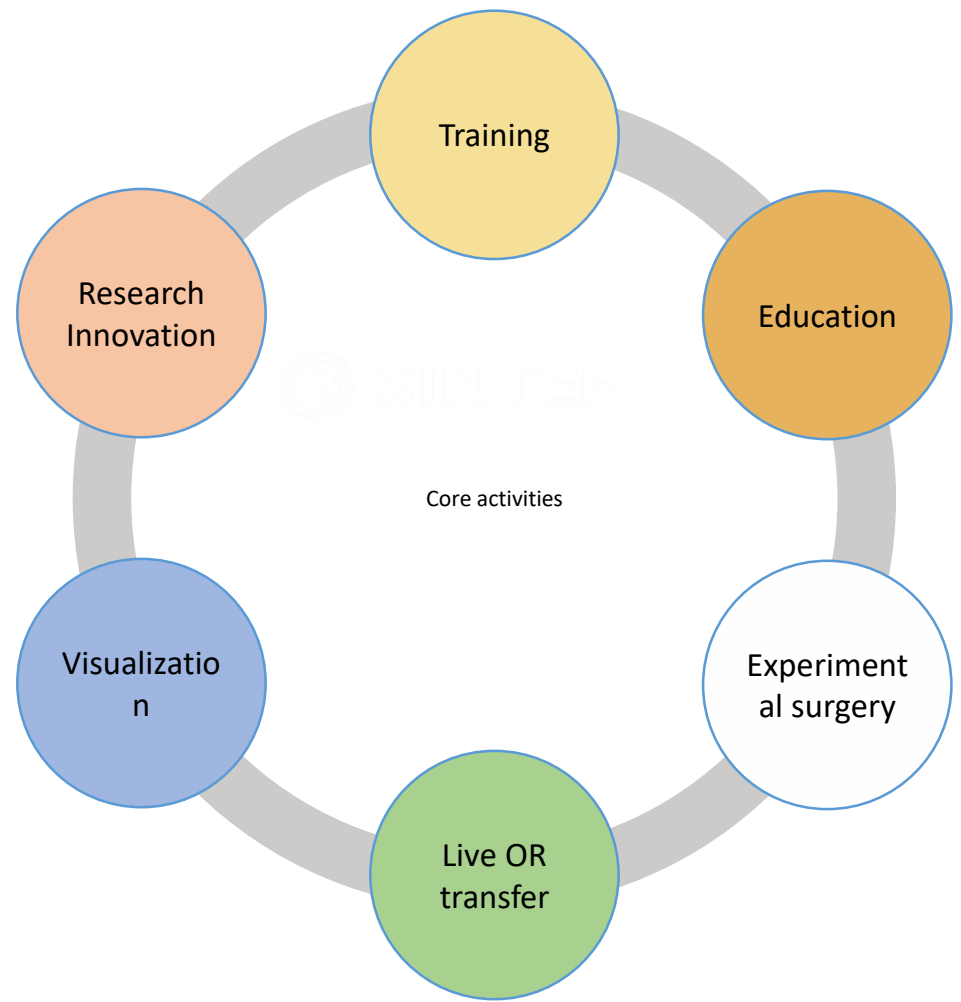 Training
Education
Experiment
al surgery
Live OR
transfer
Visualizatio
n
Research
Innovation
SINTEF
Core activities